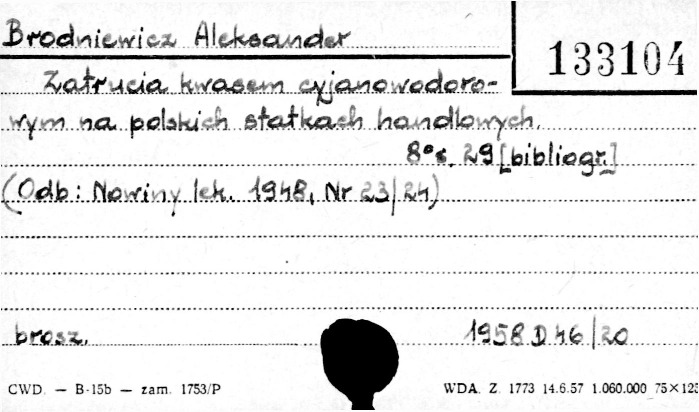 Brodniewicz Aleksander
133104
Zatrucia kwasem cyjanowodoro-
wym na polskich statkach handlowych.
8° s. 29 [bibliogr.]
(Odb: Nowiny lek. 1948, Nr 23/24)
brosz.
1958 D 46/20
CWD. — B-15b — zam. 1753/P
WDA. Z. 1773 14.6.57 1.060.000 75×125